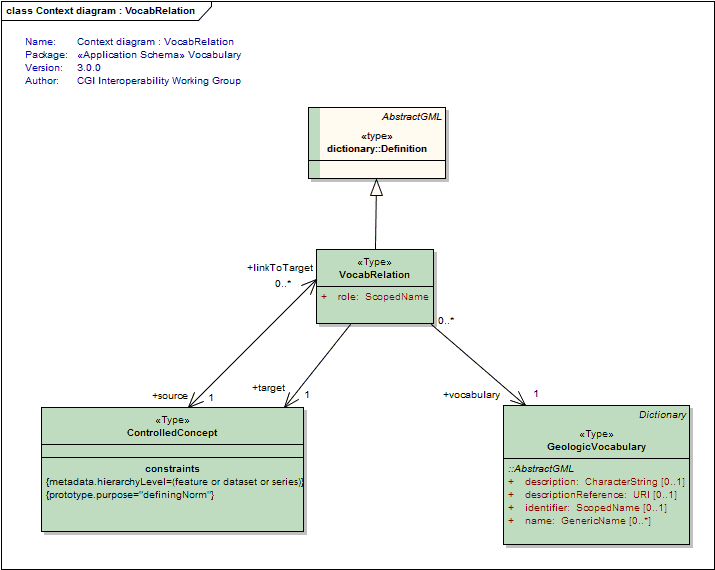 class Context diagram : VocabRelation
Name: Context diagram : VocabRelation
Package: «Application Schema» Vocabulary
Version: 3.0.0
Author: CGI Interoperability Working Group
AbstractGML
«type»
dictionary::Definition
«Type»
VocabRelation
+ role: ScopedName
+linkToTarget
0..*
0..*
+source
1
+target
1
+vocabulary
1
«Type»
ControlledConcept
constraints
{metadata.hierarchyLevel=(feature or dataset or series)}
{prototype.purpose="definingNorm"}
Dictionary
«Type»
GeologicVocabulary
::AbstractGML
+ description: CharacterString [0..1]
+ descriptionReference: URI [0..1]
+ identifier: ScopedName [0..1]
+ name: GenericName [0..*]